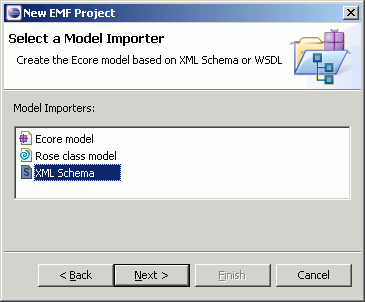 New EMF Project
Select a Model Importer
Create the Ecore model based on XML Schema or WSDL
Model Importers:
Ecore model
Rose class model
XML Schema
< Back Next > Finish Cancel